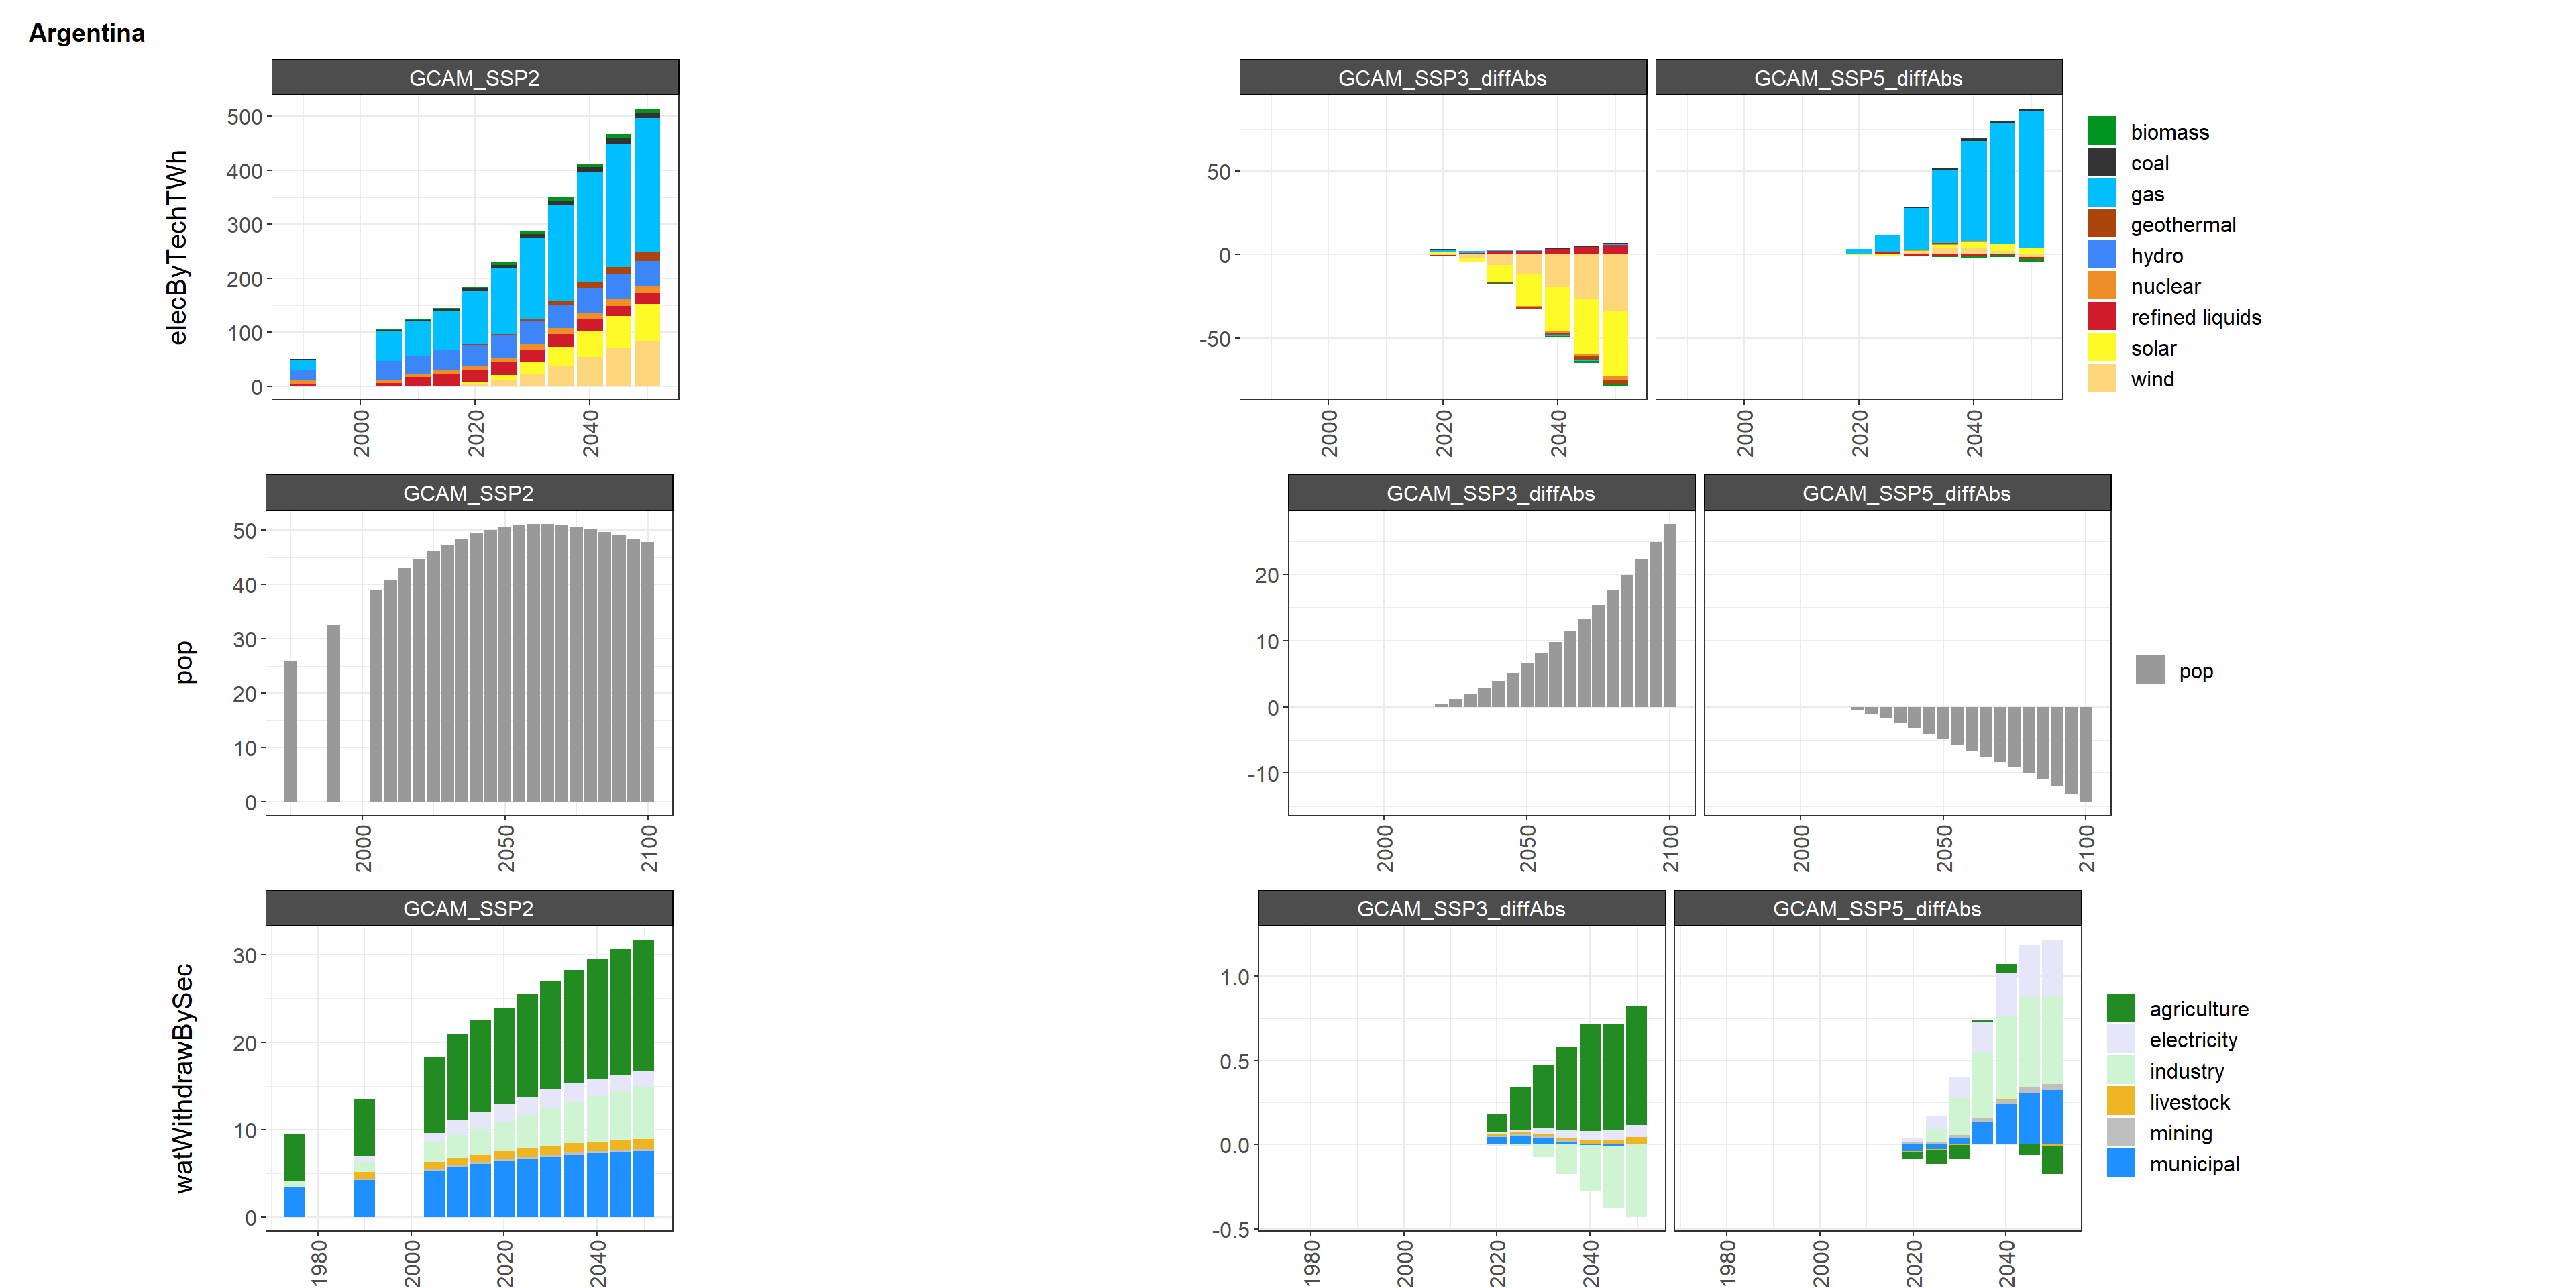 Argentina
GCAM_SSP2
GCAM_SSP3_diffAbs
GCAM_SSP5_diffAbs
elecByTechTWh
500
400
300
200
100
0
2000
2020
2040
50
0
-50
2000
2020
2040
2000
2020
2040
biomass
coal
gas
geothermal
hydro
nuclear
refined liquids
solar
wind
GCAM_SSP2
GCAM_SSP3_diffAbs
GCAM_SSP5_diffAbs
pop
50
40
30
20
10
0
2000
2050
2100
20
10
0
-10
2000
2050
2100
2000
2050
2100
pop
GCAM_SSP2
GCAM_SSP3_diffAbs
GCAM_SSP5_diffAbs
watWithdrawBySec
30
20
10
0
1980
2000
2020
2040
1.0
0.5
0.0
-0.5
1980
2000
2020
2040
1980
2000
2020
2040
agriculture
electricity
industry
livestock
mining
municipal